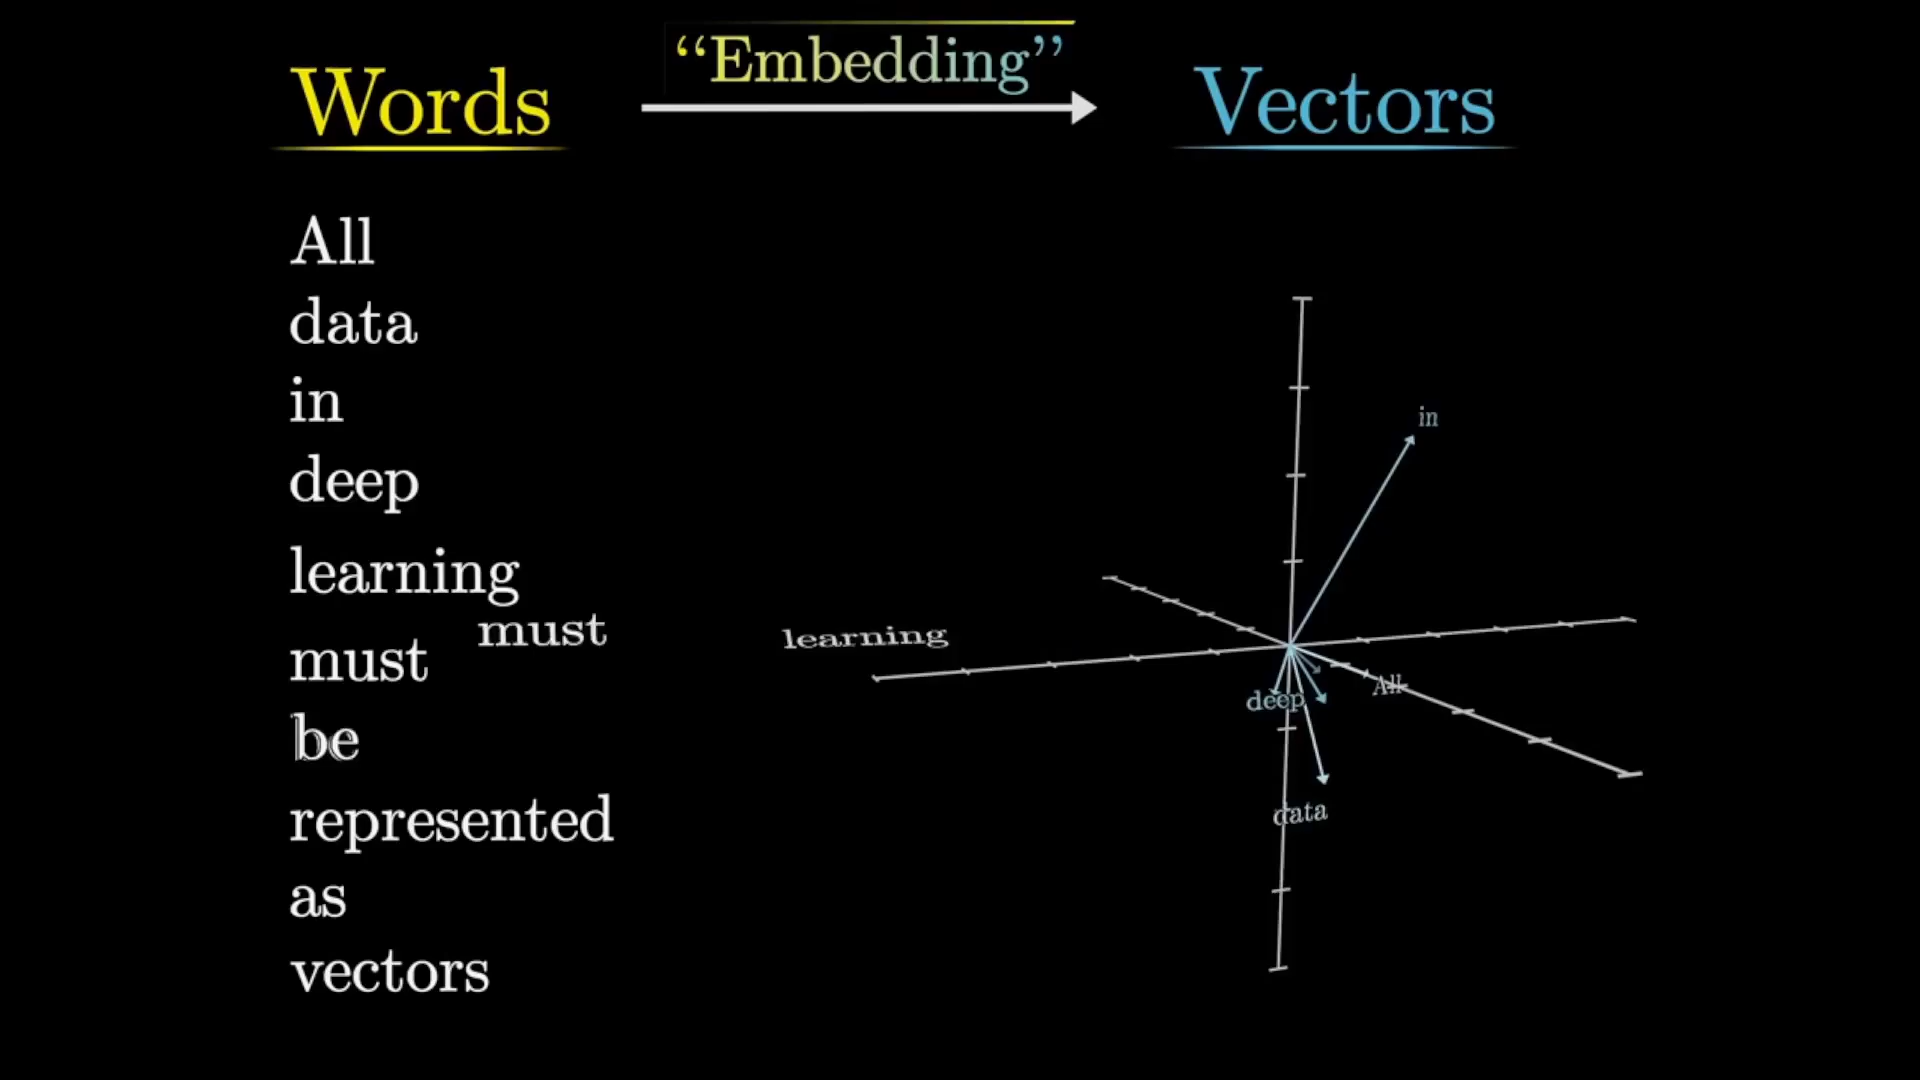 Words
“Embedding”
Vectors
All
data
in
deep
learning
must
be
represented
as
vectors
must
learning
in
All
deep
data